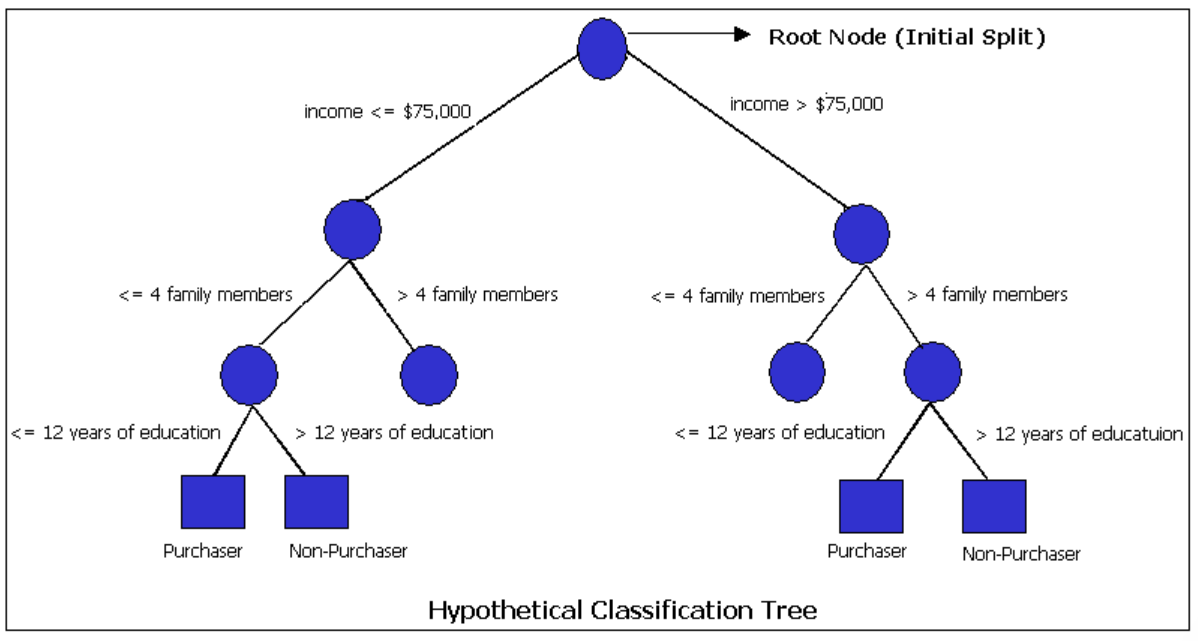 Root Node (Initial Split)
income <= $75,000
income > $75,000
<= 4 family members
> 4 family members
<= 4 family members
> 4 family members
<= 12 years of education
> 12 years of education
<= 12 years of education
> 12 years of educatuion
Purchaser
Non-Purchaser
Purchaser
Non-Purchaser
Hypothetical Classification Tree